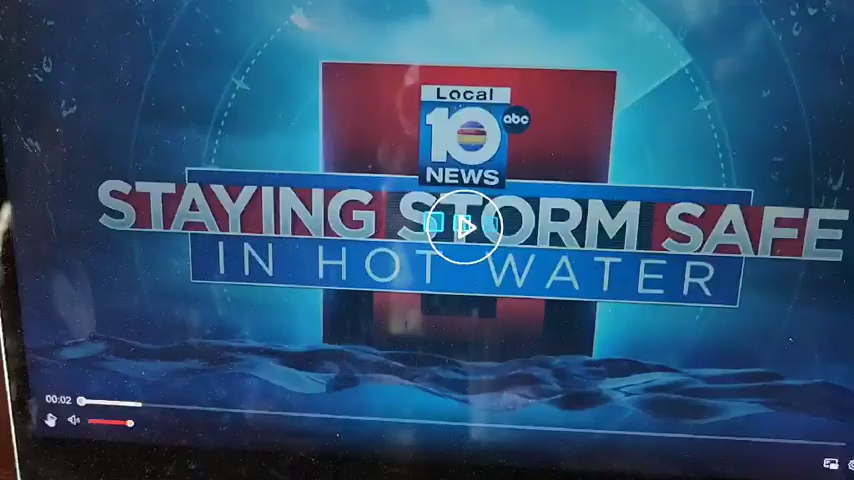 Local
10
abc
NEWS
STAYING STORM SAFE
IN HOT WATER
00:02